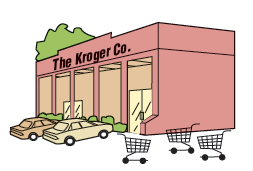 The Kroger Co.